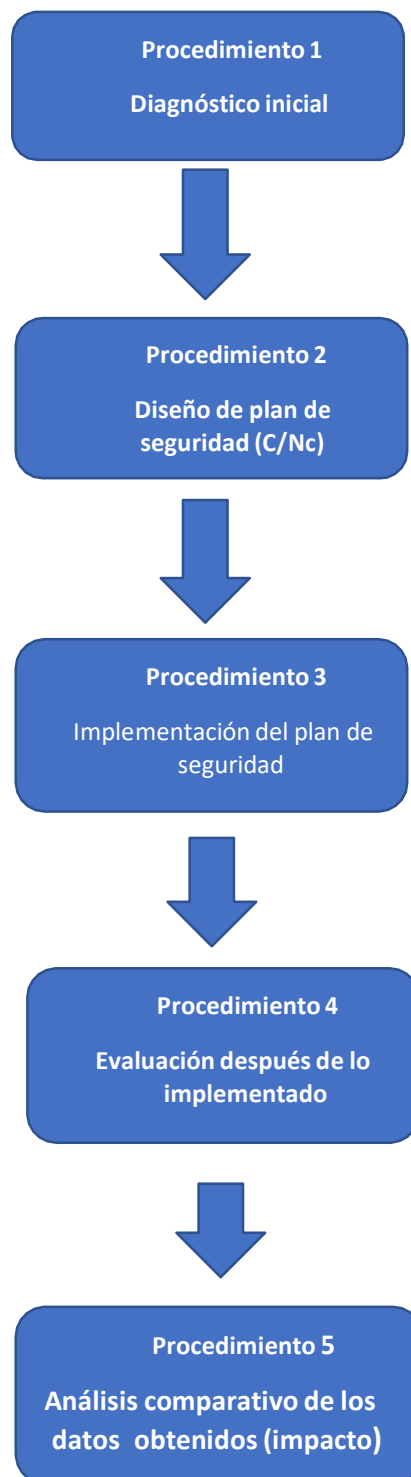 Procedimiento 1
Diagnóstico inicial
Procedimiento 2
Diseño de plan de
seguridad (C/Nc)
Procedimiento 3
Implementación del plan de
seguridad
Procedimiento 4
Evaluación después de lo
implementado
Procedimiento 5
Análisis comparativo de los
datos obtenidos (impacto)